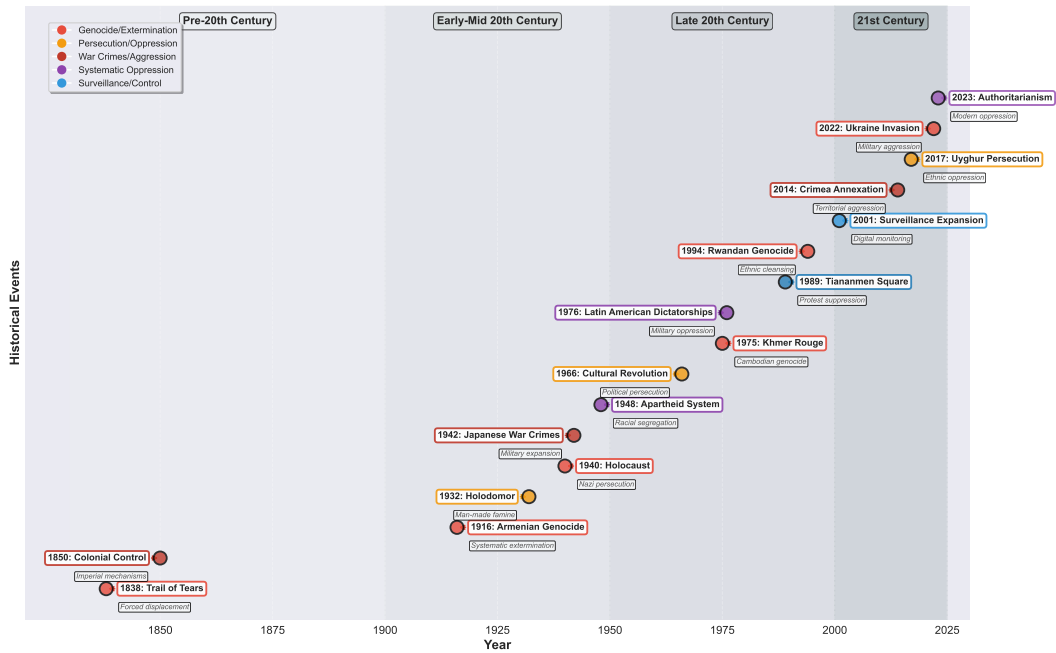 Pre-20th Century
Early-Mid 20th Century
Late 20th Century
21st Century
Genocide/Extermination
Persecution/Oppression
War Crimes/Aggression
Systematic Oppression
Surveillance/Control
2023: Authoritarianism
Modern oppression
2022: Ukraine Invasion
Military aggression
2017: Uyghur Persecution
Ethnic oppression
2014: Crimea Annexation
Territorial aggression
2001: Surveillance Expansion
Digital monitoring
1994: Rwandan Genocide
Ethnic cleansing
1989: Tiananmen Square
Protest suppression
1976: Latin American Dictatorships
Military oppression
1975: Khmer Rouge
Cambodian genocide
1966: Cultural Revolution
Political persecution
1948: Apartheid System
Racial segregation
1942: Japanese War Crimes
Military expansion
1940: Holocaust
Nazi persecution
1932: Holodomor
Man-made famine
1916: Armenian Genocide
Systematic extermination
1850: Colonial Control
Imperial mechanisms
1838: Trail of Tears
Forced displacement
Historical Events
1850 1875 1900 1925 1950 1975 2000 2025
Year